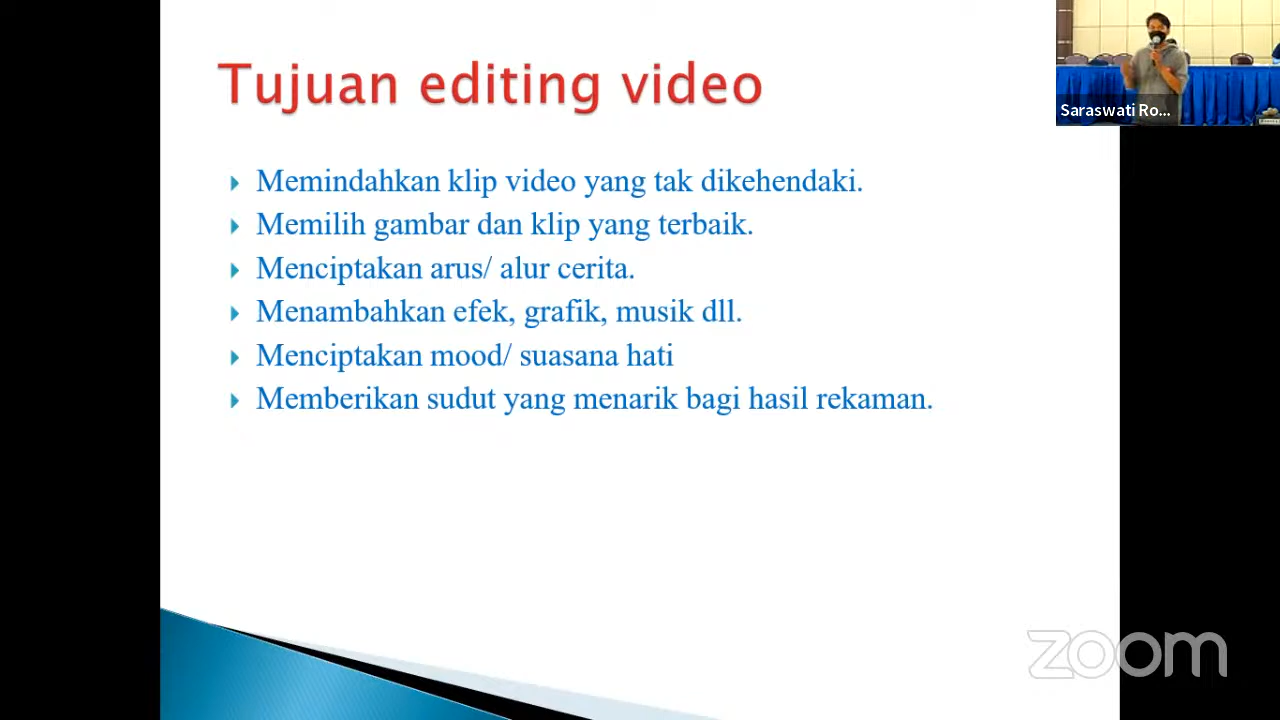 Tujuan editing video
Memindahkan klip video yang tak dikehendaki.
Memilih gambar dan klip yang terbaik.
Menciptakan arus/ alur cerita.
Menambahkan efek, grafik, musik dll.
Menciptakan mood/ suasana hati
Memberikan sudut yang menarik bagi hasil rekaman.
Saraswati Ro...
zoom